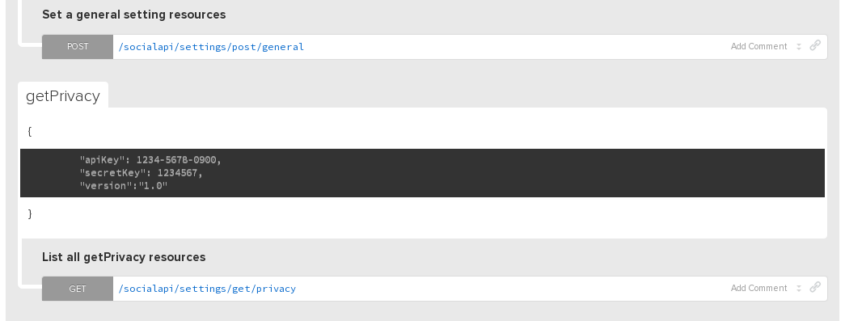 Set a general setting resources
POST /socialapi/settings/post/general Add Comment
getPrivacy
{
"apiKey": 1234-5678-0900,
"secretKey": 1234567,
"version":"1.0"
}
List all getPrivacy resources
GET /socialapi/settings/get/privacy Add Comment